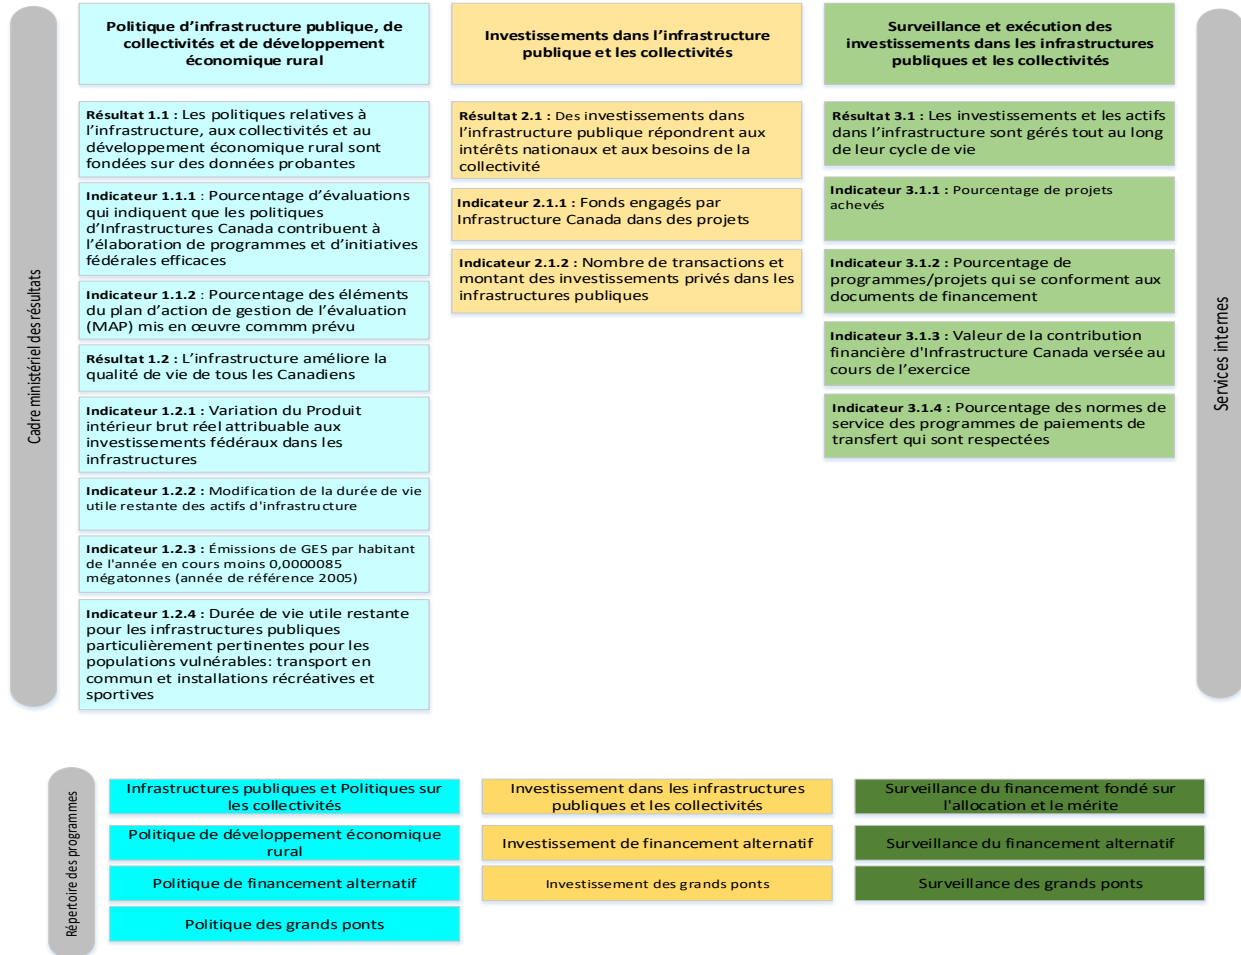 Cadre ministériel des résultats
Politique d’infrastructure publique, de
collectivités et de développement
économique rural
Résultat 1.1 : Les politiques relatives à
l’infrastructure, aux collectivités et au
développement économique rural sont
fondées sur des données probantes
Indicateur 1.1.1 : Pourcentage d’évaluations
qui indiquent que les politiques
d’Infrastructures Canada contribuent à
l’élaboration de programmes et d’initiatives
fédérales efficaces
Indicateur 1.1.2 : Pourcentage des éléments
du plan d’action de gestion de l’évaluation
(MAP) mis en œuvre commm prévu
Résultat 1.2 : L’infrastructure améliore la
qualité de vie de tous les Canadiens
Indicateur 1.2.1 : Variation du Produit
intérieur brut réel attribuable aux
investissements fédéraux dans les
infrastructures
Indicateur 1.2.2 : Modification de la durée de vie
utile restante des actifs d'infrastructure
Indicateur 1.2.3 : Émissions de GES par habitant
de l'année en cours moins 0,0000085
mégatonnes (année de référence 2005)
Indicateur 1.2.4 : Durée de vie utile restante
pour les infrastructures publiques
particulièrement pertinentes pour les
populations vulnérables: transport en
commun et installations récréatives et
sportives
Investissements dans l’infrastructure
publique et les collectivités
Résultat 2.1 : Des investissements dans
l’infrastructure publique répondrent aux
intérêts nationaux et aux besoins de la
collectivité
Indicateur 2.1.1 : Fonds engagés par
Infrastructure Canada dans des projets
Indicateur 2.1.2 : Nombre de transactions et
montant des investissements privés dans les
infrastructures publiques
Surveillance et exécution des
investissements dans les infrastructures
publiques et les collectivités
Résultat 3.1 : Les investissements et les actifs
dans l’infrastructure sont gérés tout au long
de leur cycle de vie
Indicateur 3.1.1 : Pourcentage de projets
achevés
Indicateur 3.1.2 : Pourcentage de
programmes/projets qui se conforment aux
documents de financement
Indicateur 3.1.3 : Valeur de la contribution
financière d'Infrastructure Canada versée au
cours de l’exercice
Indicateur 3.1.4 : Pourcentage des normes de
service des programmes de paiements de
transfert qui sont respectées
Services internes
Répertoire des programmes
Infrastructures publiques et Politiques sur
les collectivités
Politique de développement économique
rural
Politique de financement alternatif
Politique des grands ponts
Investissement dans les infrastructures
publiques et les collectivités
Investissement de financement alternatif
Investissement des grands ponts
Surveillance du financement fondé sur
l'allocation et le mérite
Surveillance du financement alternatif
Surveillance des grands ponts